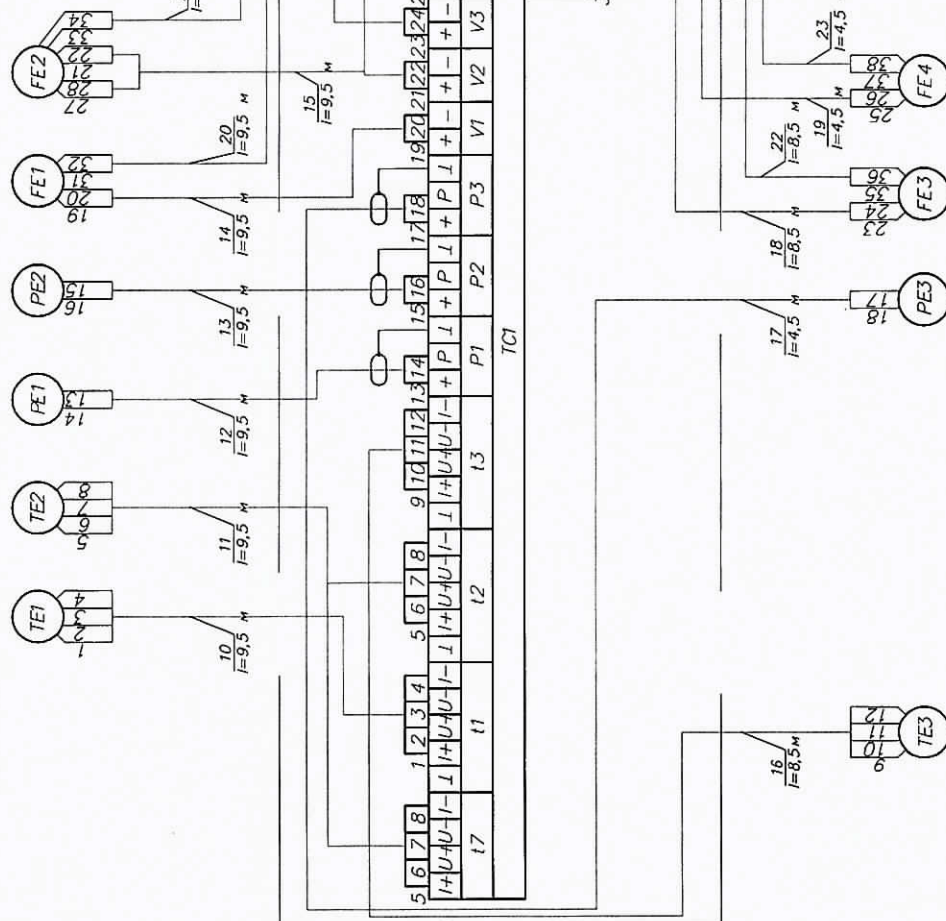 FE2
34
33
22
21
28
27
15
l=9,5 м
FE1
32
31
20
19
20
l=9,5 м
14
l=9,5 м
PE2
15
16
13
l=9,5 м
PE1
13
14
12
l=9,5 м
TE2
8
7
6
5
11
l=9,5 м
TE1
4
3
2
1
10
l=9,5 м
5 6 7 8
I+ U+ U- I-
t7
1 2 3 4
⊥ I+ U+ U- I-
t1
5 6 7 8
⊥ I+ U+ U- I-
t2
9 10 11 12
⊥ I+ U+ U- I-
t3
13 14
+ P ⊥
P1
15 16
+ P ⊥
P2
17 18
+ P ⊥
P3
19 20
+ -
V1
21 22
+ -
V2
23 24
+ -
V3
TC1
FE4
38
37
26
25
23
l=4,5
19
l=4,5 м
FE3
36
35
24
23
22
l=8,5 м
18
l=8,5 м
PE3
17
18
17
l=4,5 м
TE3
12
11
10
9
16
l=8,5 м